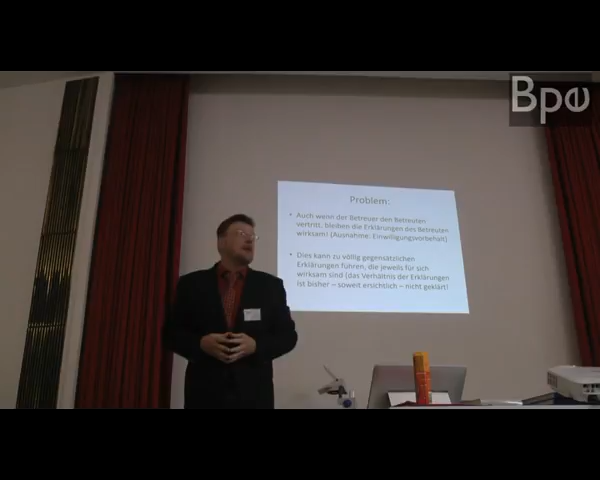 Bpe
Problem:
• Auch wenn der Betreuer den Betreuten
vertritt, bleiben die Erklärungen des Betreuten
wirksam! (Ausnahme: Einwilligungsvorbehalt)
• Dies kann zu völlig gegensätzlichen
Erklärungen führen, die jeweils für sich
wirksam sind (das Verhältnis der Erklärungen
ist bisher – soweit ersichtlich – nicht geklärt!